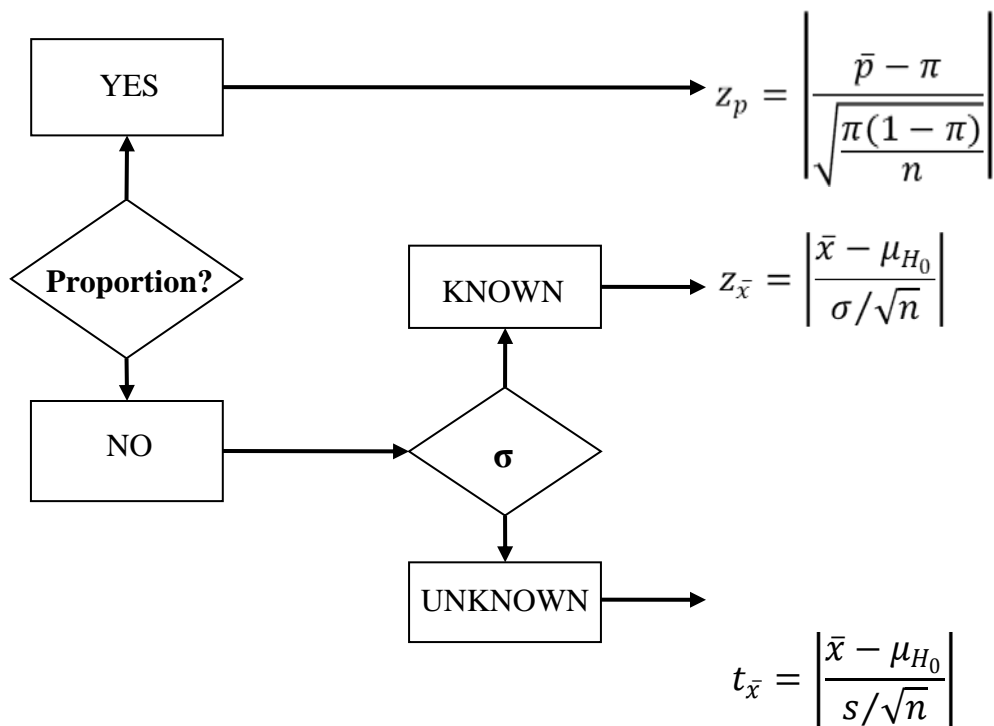 YES
z_p = |(p̄ − π) / √(π(1 − π) / n)|
Proportion?
KNOWN
z_x̄ = |(x̄ − μ_H₀) / (σ/√n)|
NO
σ
UNKNOWN
t_x̄ = |(x̄ − μ_H₀) / (s/√n)|